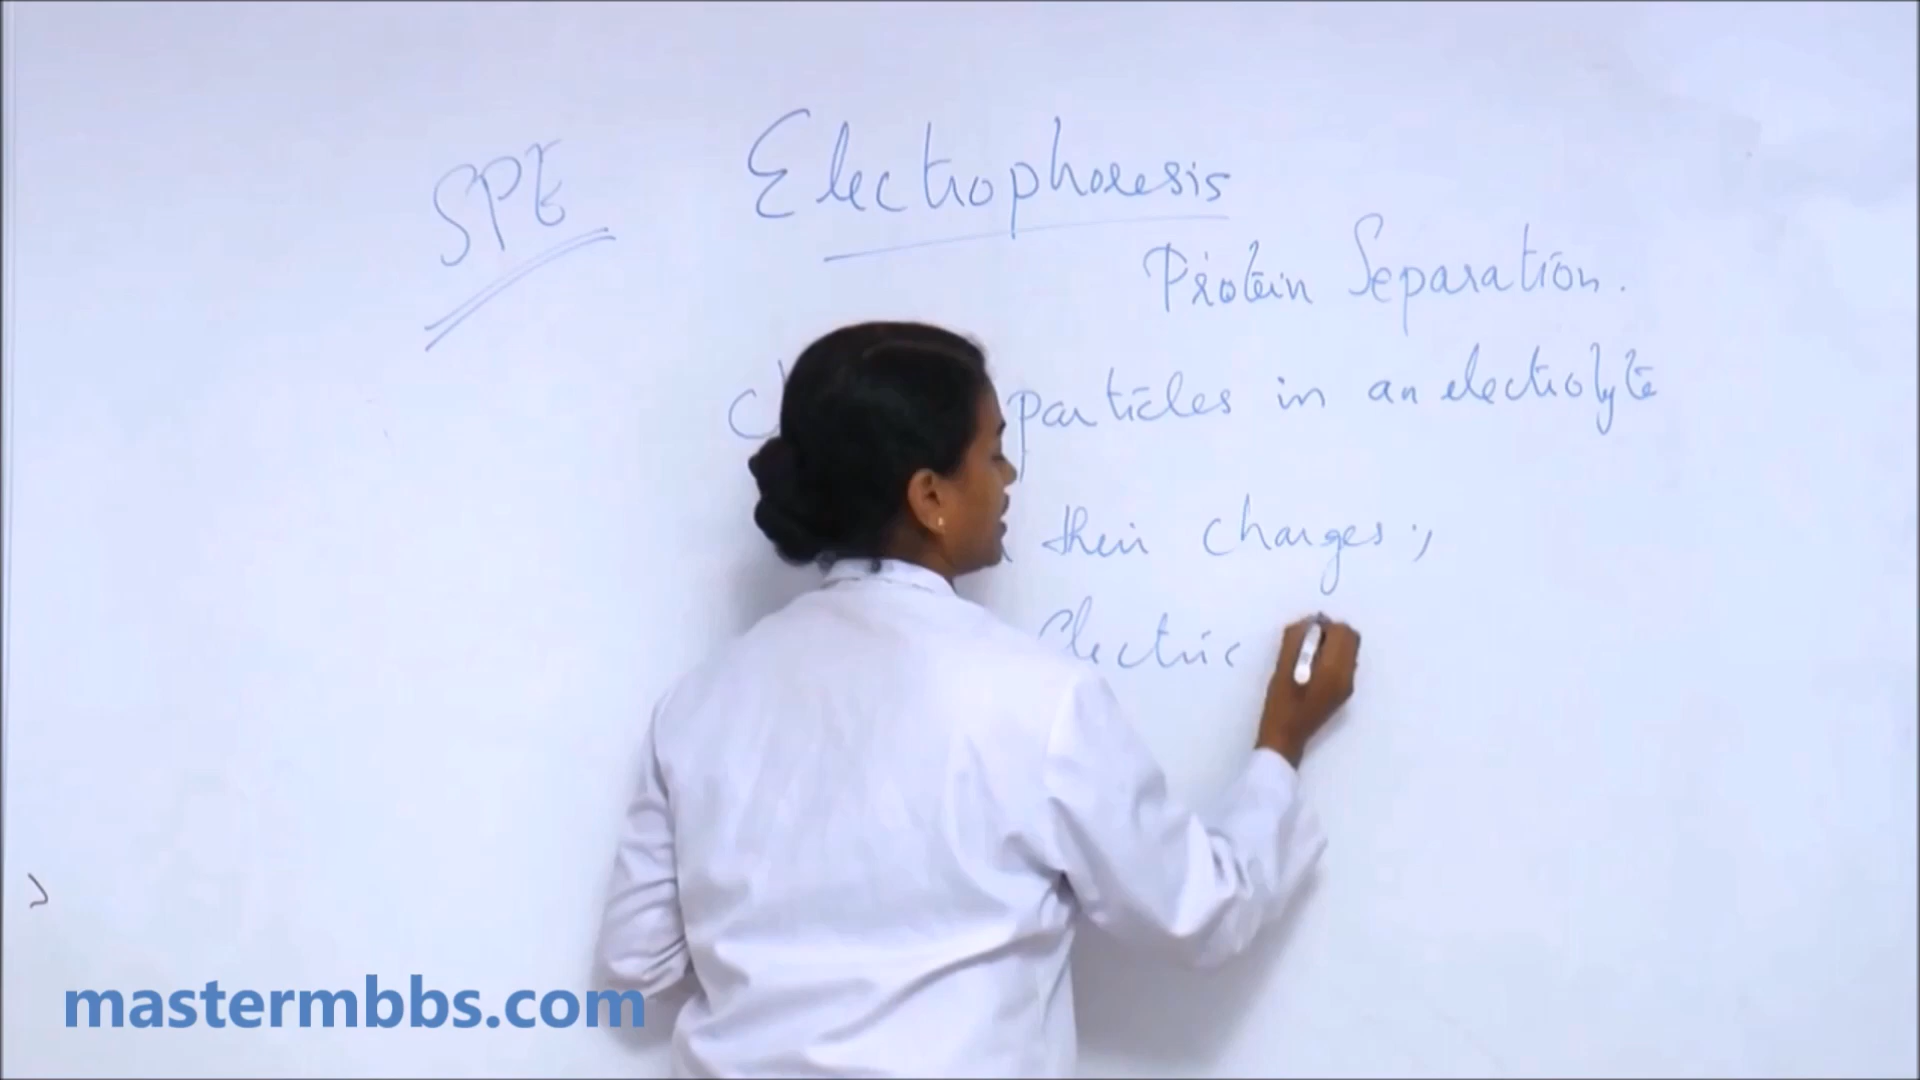 SPE
Electrophoresis
Protein Separation.
particles in an electrolyte
their charges,
Electric
mastermbbs.com